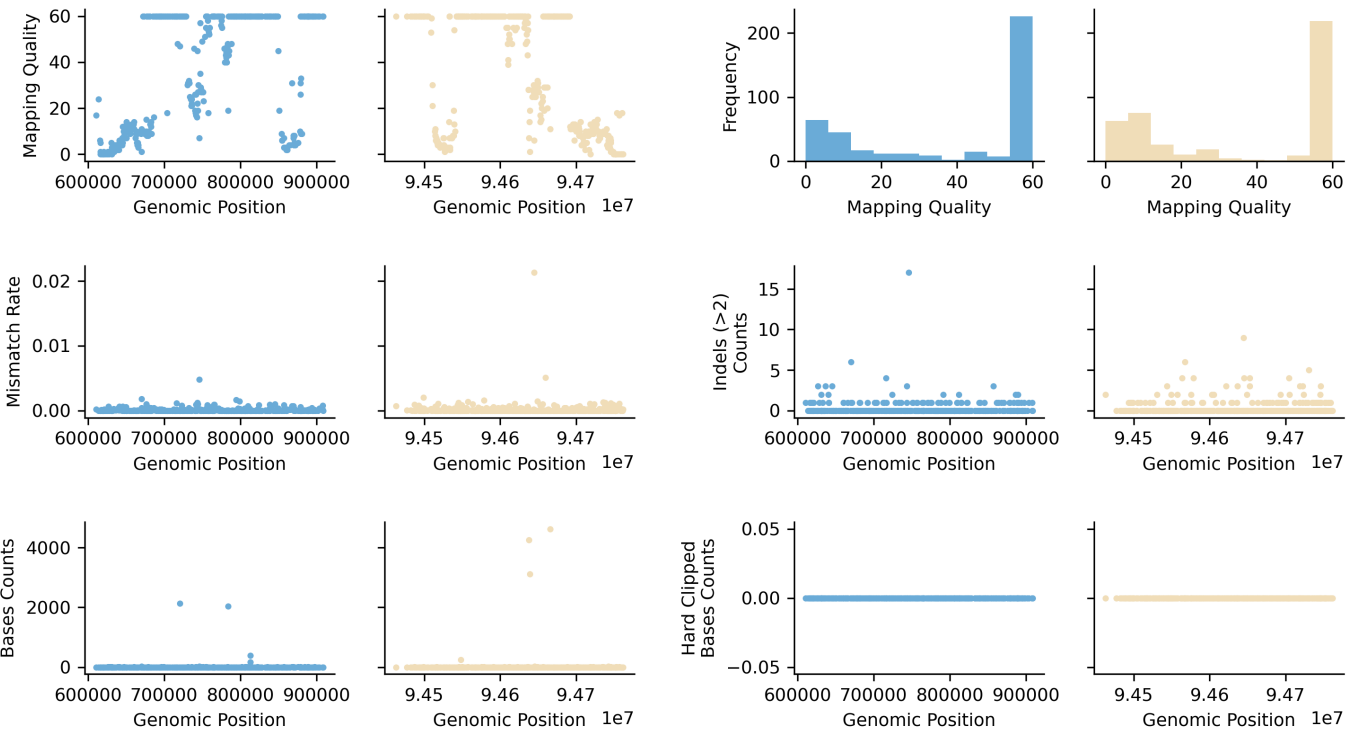 Mapping Quality
60
40
20
0
600000 700000 800000 900000
Genomic Position
9.45 9.46 9.47
1e7
Genomic Position
Frequency
200
100
0
0 20 40 60
Mapping Quality
0 20 40 60
Mapping Quality
Mismatch Rate
0.02
0.01
0.00
600000 700000 800000 900000
Genomic Position
9.45 9.46 9.47
1e7
Genomic Position
Indels (>2)
Counts
15
10
5
0
600000 700000 800000 900000
Genomic Position
9.45 9.46 9.47
1e7
Genomic Position
Bases Counts
4000
2000
0
600000 700000 800000 900000
Genomic Position
9.45 9.46 9.47
1e7
Genomic Position
Hard Clipped
Bases Counts
0.05
0.00
−0.05
600000 700000 800000 900000
Genomic Position
9.45 9.46 9.47
1e7
Genomic Position